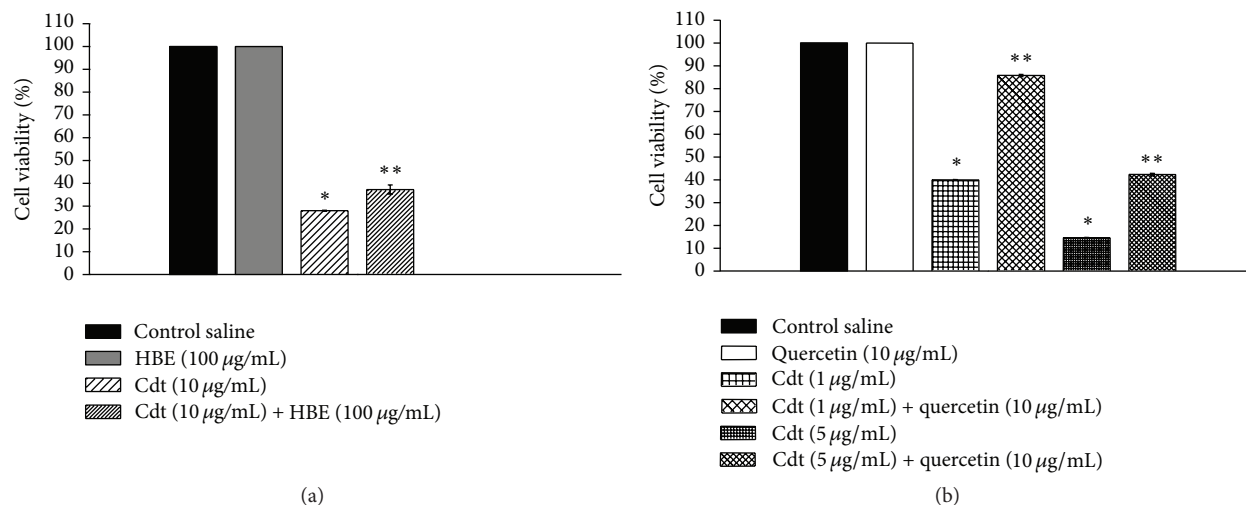 110
100
90
80
70
60
50
40
30
20
10
0
Cell viability (%)
*
**
Control saline
HBE (100 μg/mL)
Cdt (10 μg/mL)
Cdt (10 μg/mL) + HBE (100 μg/mL)
(a)
110
100
90
80
70
60
50
40
30
20
10
0
Cell viability (%)
*
**
*
**
Control saline
Quercetin (10 μg/mL)
Cdt (1 μg/mL)
Cdt (1 μg/mL) + quercetin (10 μg/mL)
Cdt (5 μg/mL)
Cdt (5 μg/mL) + quercetin (10 μg/mL)
(b)